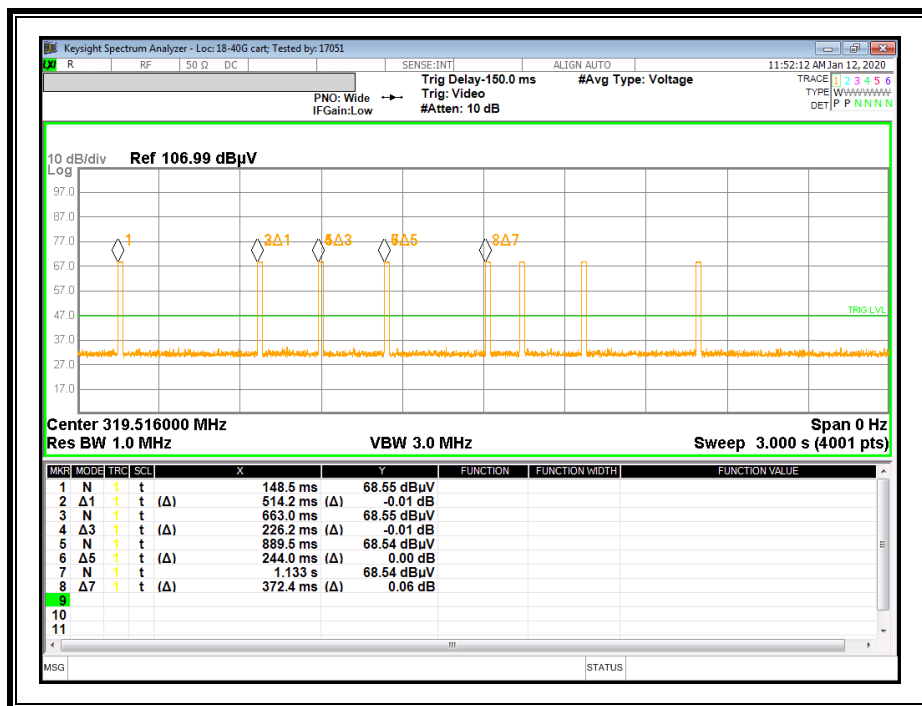 Keysight Spectrum Analyzer - Loc: 18-40G cart; Tested by: 17051
LXI R RF 50 Ω DC SENSE:INT ALIGN AUTO 11:52:12 AM Jan 12, 2020
Trig Delay-150.0 ms #Avg Type: Voltage TRACE 1 2 3 4 5 6
PNO: Wide Trig: Video TYPE WWWWWW
IFGain:Low #Atten: 10 dB DET P P N N N N
10 dB/div Ref 106.99 dBµV
Log
97.0
87.0
77.0 1 3Δ1 Δ3 Δ5 8Δ7
67.0
57.0
47.0 TRIG LVL
37.0
27.0
17.0
Center 319.516000 MHz Span 0 Hz
Res BW 1.0 MHz VBW 3.0 MHz Sweep 3.000 s (4001 pts)
MKR MODE TRC SCL X Y FUNCTION FUNCTION WIDTH FUNCTION VALUE
1 N 1 t 148.5 ms 68.55 dBµV
2 Δ1 1 t (Δ) 514.2 ms (Δ) -0.01 dB
3 N 1 t 663.0 ms 68.55 dBµV
4 Δ3 1 t (Δ) 226.2 ms (Δ) -0.01 dB
5 N 1 t 889.5 ms 68.54 dBµV
6 Δ5 1 t (Δ) 244.0 ms (Δ) 0.00 dB
7 N 1 t 1.133 s 68.54 dBµV
8 Δ7 1 t (Δ) 372.4 ms (Δ) 0.06 dB
9
10
11
MSG STATUS